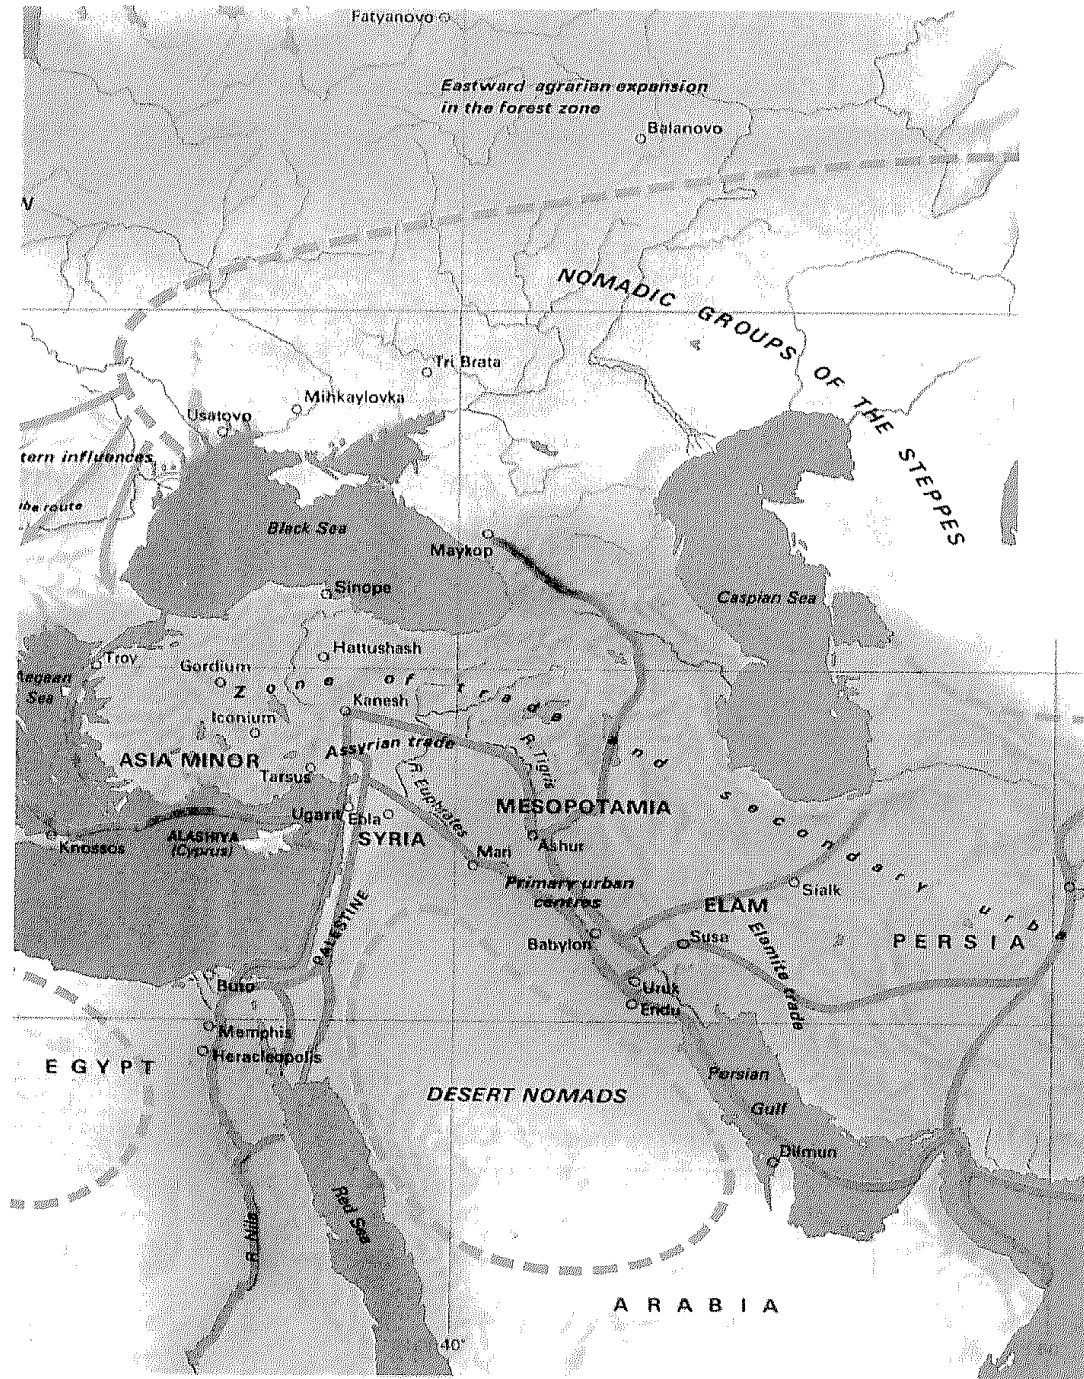 Fatyanovo
Eastward agrarian expansion
in the forest zone
Balanovo
N
NOMADIC GROUPS OF THE STEPPES
Tri Brata
Mihkaylovka
Usatovo
tern influences
ube route
Black Sea
Maykop
Sinope
Caspian Sea
Troy
Hattushash
Aegean
Sea
Gordium
Zone of trade and secondary urba
Kanesh
Iconium
Assyrian trade
R. Tigris
ASIA MINOR
Tarsus
R. Euphrates
MESOPOTAMIA
Ugarit
Ebla
SYRIA
Knossos
ALASHIYA
(Cyprus)
Ashur
Mari
Sialk
Primary urban
centres
ELAM
PALESTINE
Babylon
Susa
Elamite trade
PERSIA
Buto
Uruk
Eridu
Memphis
Heracleopolis
EGYPT
Persian
Gulf
DESERT NOMADS
Dilmun
Red Sea
R. Nile
ARABIA
40°